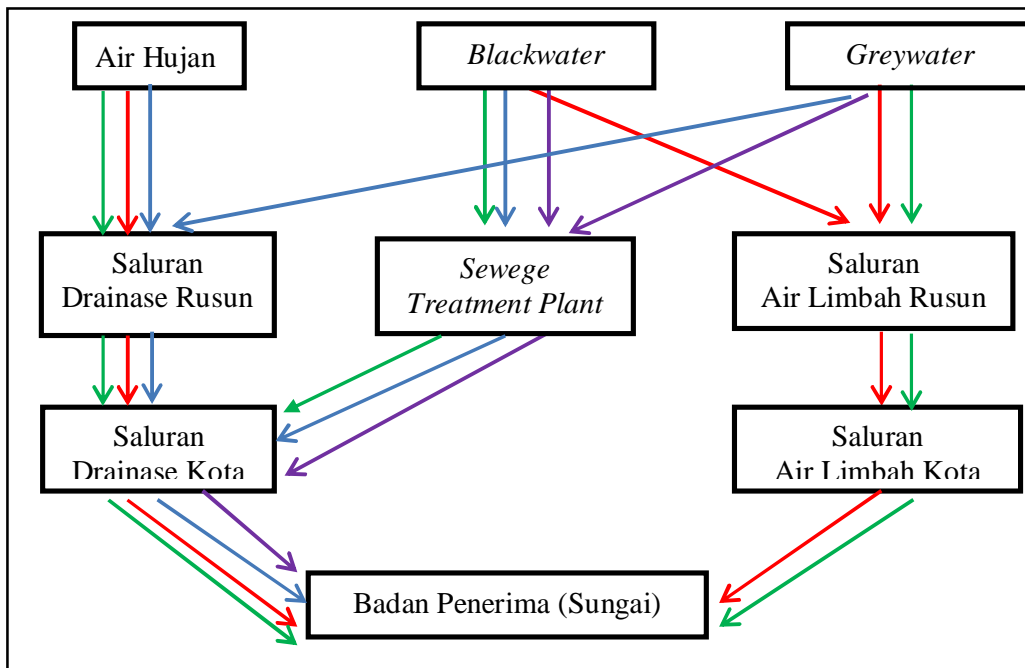 Air Hujan
Blackwater
Greywater
Saluran
Drainase Rusun
Sewege
Treatment Plant
Saluran
Air Limbah Rusun
Saluran
Drainase Kota
Saluran
Air Limbah Kota
Badan Penerima (Sungai)